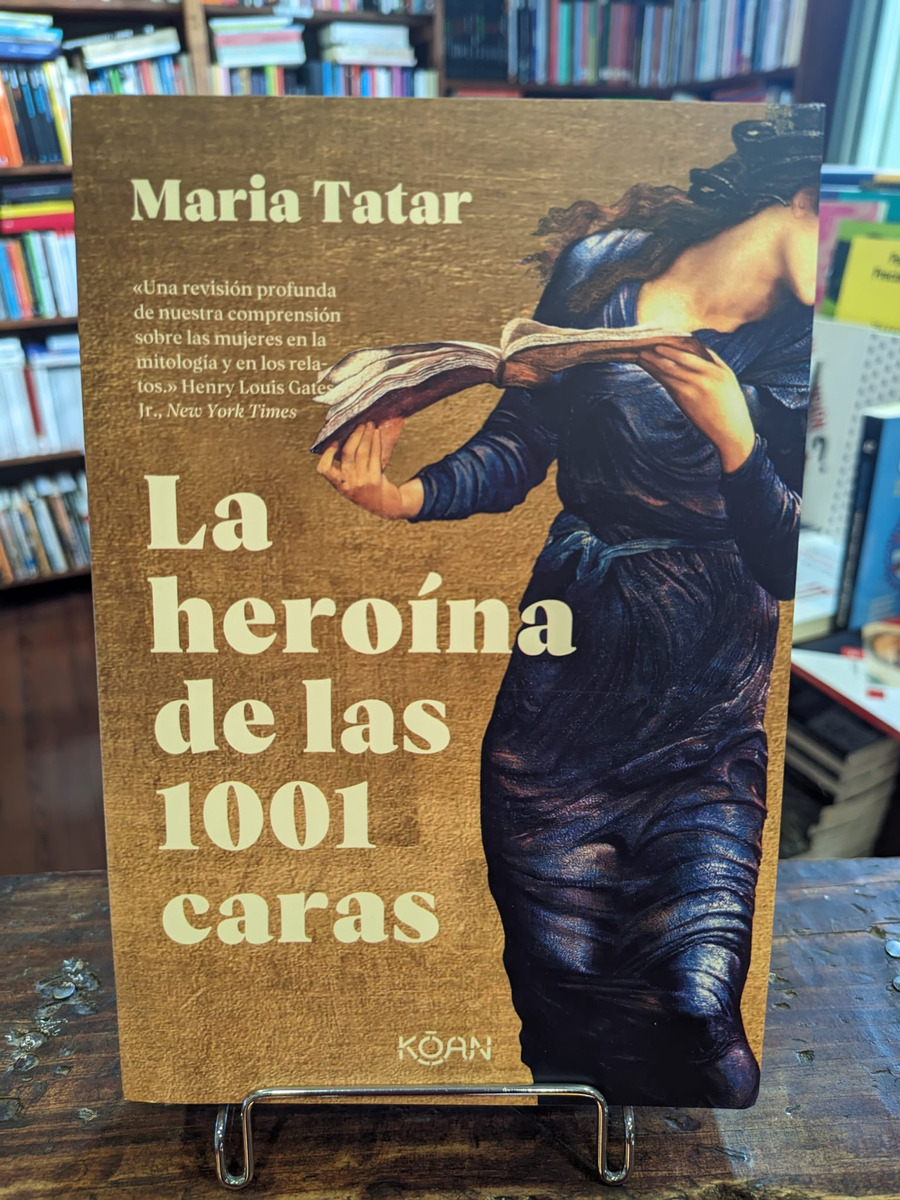 Maria Tatar
«Una revisión profunda
de nuestra comprensión
sobre las mujeres en la
mitología y en los rela-
tos.» Henry Louis Gates
Jr., New York Times
La
heroína
de las
1001
caras
KŌAN